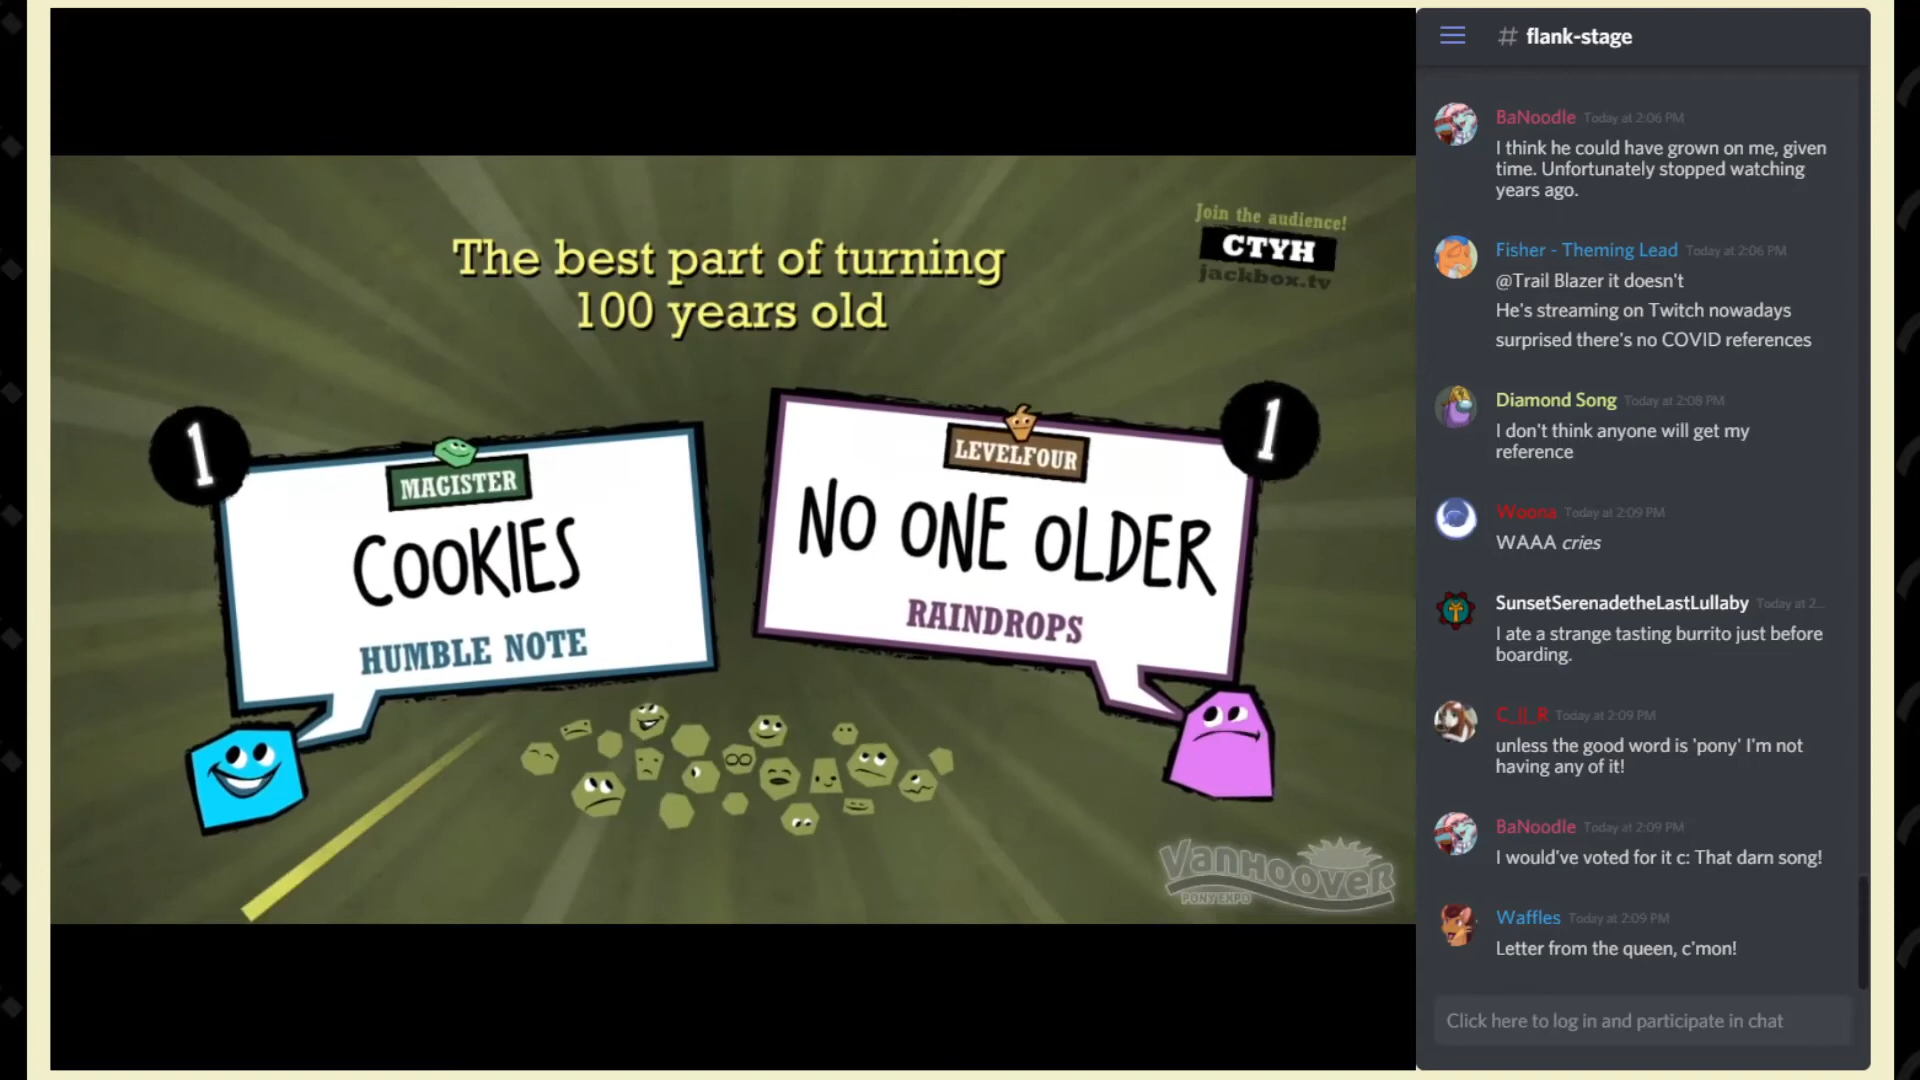 The best part of turning
100 years old
Join the audience!
CTYH
jackbox.tv
1
MAGISTER
COOKIES
HUMBLE NOTE
1
LEVELFOUR
NO ONE OLDER
RAINDROPS
VANHOOVER
PONY EXPO
# flank-stage
BaNoodle Today at 2:06 PM
I think he could have grown on me, given
time. Unfortunately stopped watching
years ago.
Fisher - Theming Lead Today at 2:06 PM
@Trail Blazer it doesn't
He's streaming on Twitch nowadays
surprised there's no COVID references
Diamond Song Today at 2:08 PM
I don't think anyone will get my
reference
Woona Today at 2:09 PM
WAAA cries
SunsetSerenadetheLastLullaby Today at 2...
I ate a strange tasting burrito just before
boarding.
C_||_R Today at 2:09 PM
unless the good word is 'pony' I'm not
having any of it!
BaNoodle Today at 2:09 PM
I would've voted for it c: That darn song!
Waffles Today at 2:09 PM
Letter from the queen, c'mon!
Click here to log in and participate in chat